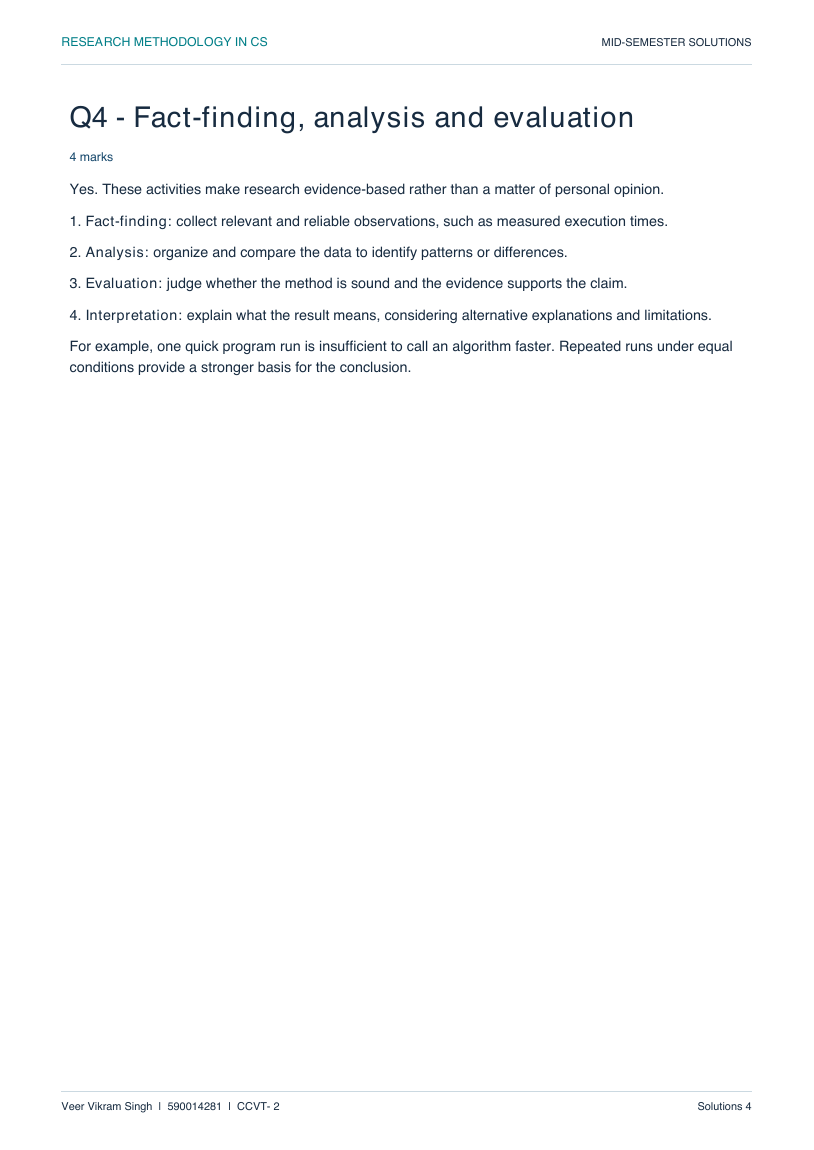 RESEARCH METHODOLOGY IN CS
MID-SEMESTER SOLUTIONS
Q4 - Fact-finding, analysis and evaluation
4 marks
Yes. These activities make research evidence-based rather than a matter of personal opinion.
1. Fact-finding: collect relevant and reliable observations, such as measured execution times.
2. Analysis: organize and compare the data to identify patterns or differences.
3. Evaluation: judge whether the method is sound and the evidence supports the claim.
4. Interpretation: explain what the result means, considering alternative explanations and limitations.
For example, one quick program run is insufficient to call an algorithm faster. Repeated runs under equal
conditions provide a stronger basis for the conclusion.
Veer Vikram Singh | 590014281 | CCVT- 2
Solutions 4